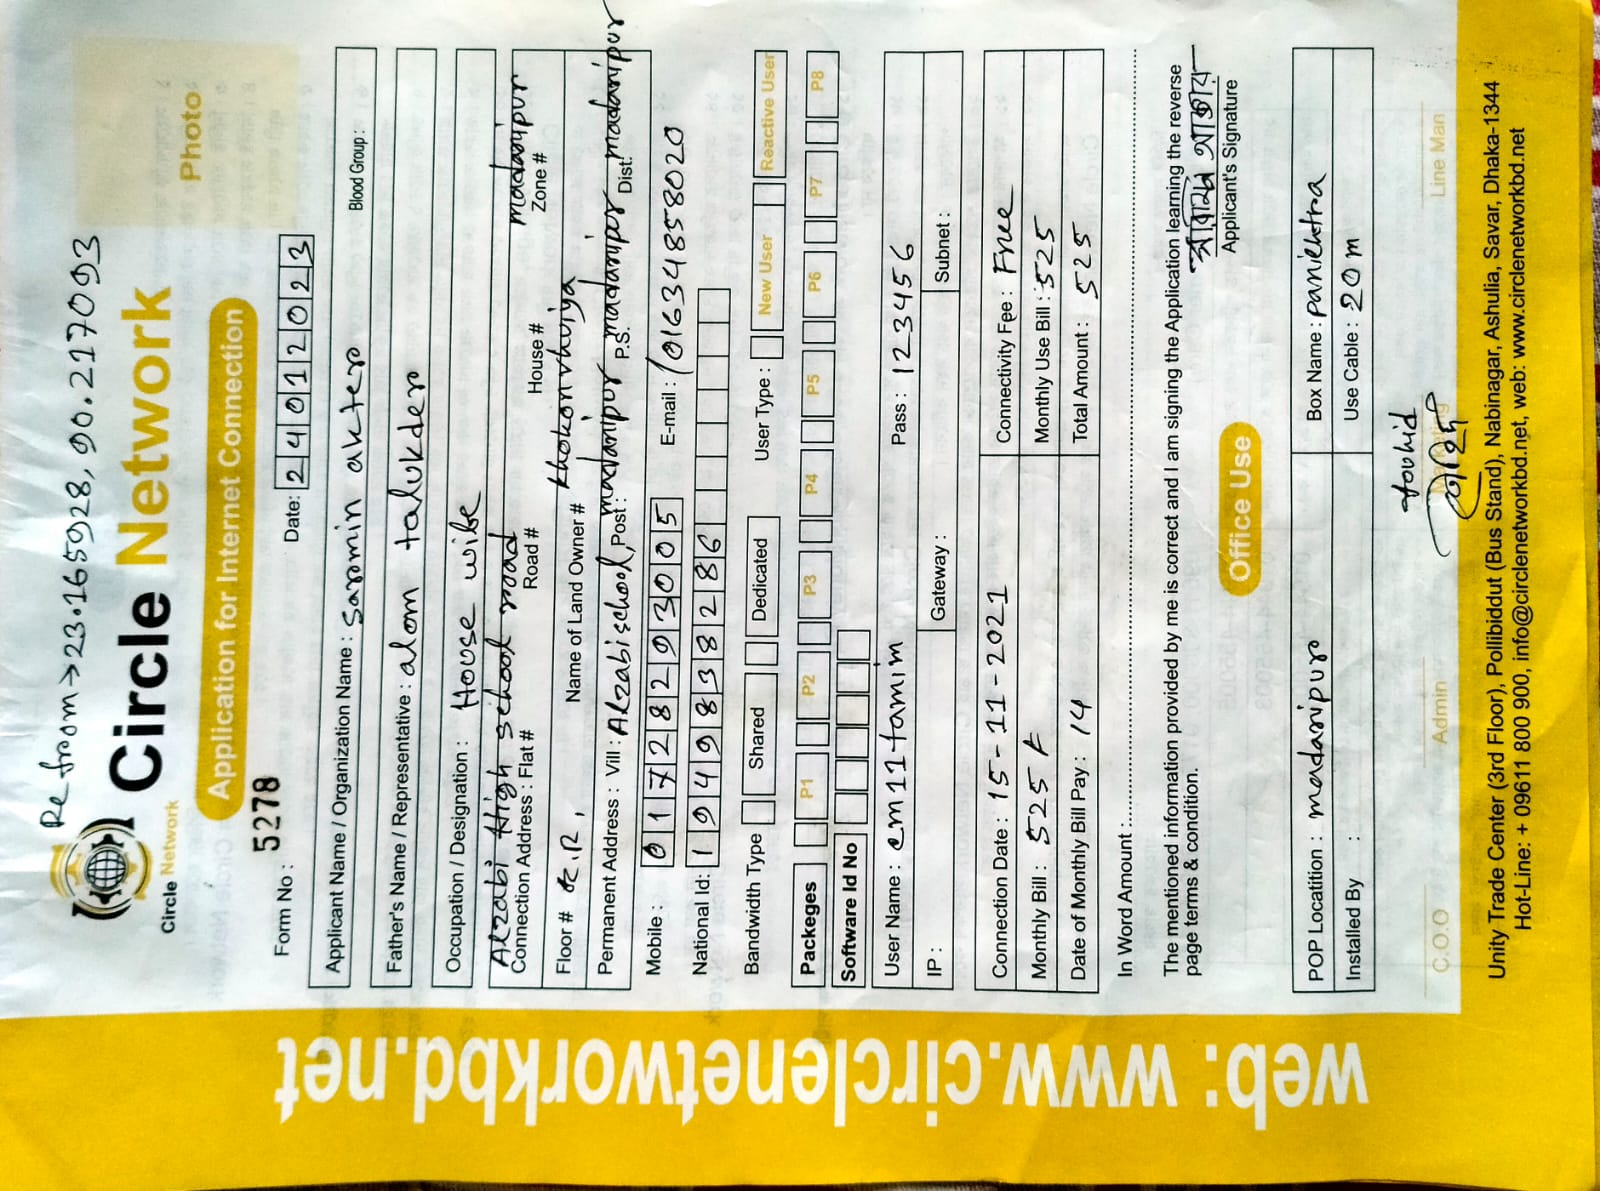 Re from → 23.165928, 90.217093
Circle Network
Circle Network
Photo
Application for Internet Connection
Form No : 5278
Date: 24012023
Applicant Name / Organization Name : Sarmin akter
Blood Group :
Father's Name / Representative : alom talukder
Occupation / Designation : House wife
Alzabi High school road madaripur
Connection Address : Flat # Road # House # Zone #
Floor # K.R, Name of Land Owner #
Permanent Address : Vill : Alzabi school, Post : madaripur P.S. madaripur Dist. madaripur
Mobile : 01728293005 E-mail : /01634858020
National Id: 1949838286
Bandwidth Type Shared Dedicated User Type : New User Reactive User
Packeges P1 P2 P3 P4 P5 P6 P7 P8
Software Id No
User Name : cm11tamim Pass : 123456
IP : Gateway : Subnet :
Connection Date : 15-11-2021 Connectivity Fee : Free
Monthly Bill : 525 Monthly Use Bill : 525
Date of Monthly Bill Pay : 14 Total Amount : 525
In Word Amount :
The mentioned information provided by me is correct and I am signing the Application learning the reverse
page terms & condition.
Applicant's Signature
Office Use
POP Locatition : madaripur Box Name :
Installed By : Use Cable : 20m
touhid
C.O.O Admin Line Man
Unity Trade Center (3rd Floor), Pollibiddut (Bus Stand), Nabinagar, Ashulia, Savar, Dhaka-1344
Hot-Line: + 09611 800 900, info@circlenetworkbd.net, web: www.circlenetworkbd.net
web: www.circlenetworkbd.net